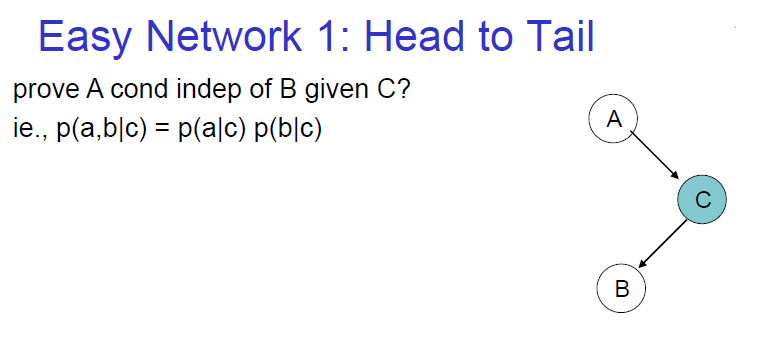 Easy Network 1: Head to Tail
prove A cond indep of B given C?
ie., p(a,b|c) = p(a|c) p(b|c)
A
C
B